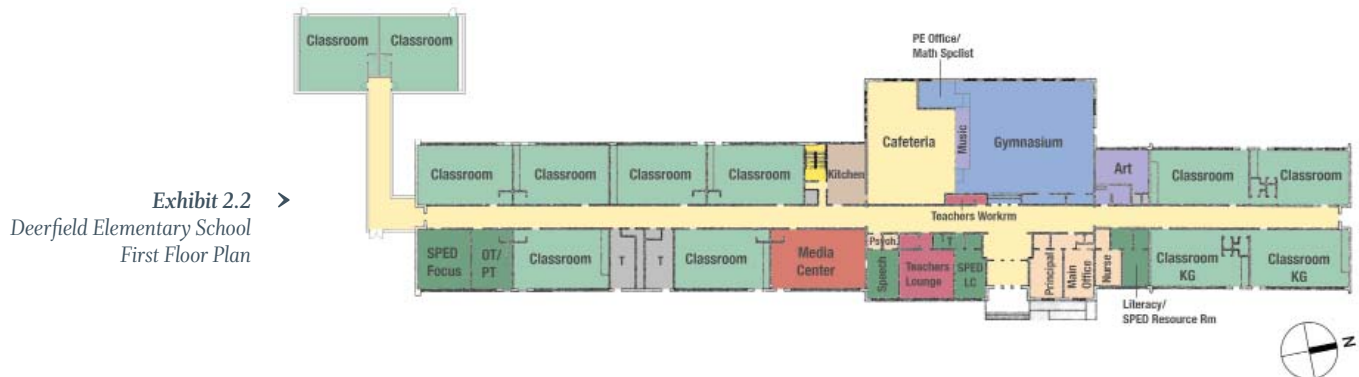 Classroom
Classroom
PE Office/
Math Spclist
Cafeteria
Music
Gymnasium
Classroom
Classroom
Classroom
Classroom
Kitchen
Art
Classroom
Classroom
Exhibit 2.2
Deerfield Elementary School
First Floor Plan
Teachers Workrm
SPED
Focus
OT/
PT
Classroom
T
T
Classroom
Media
Center
Psych.
Speech
Teachers
Lounge
T
SPED
LC
Principal
Main
Office
Nurse
Classroom
KG
Classroom
KG
Literacy/
SPED Resource Rm
N